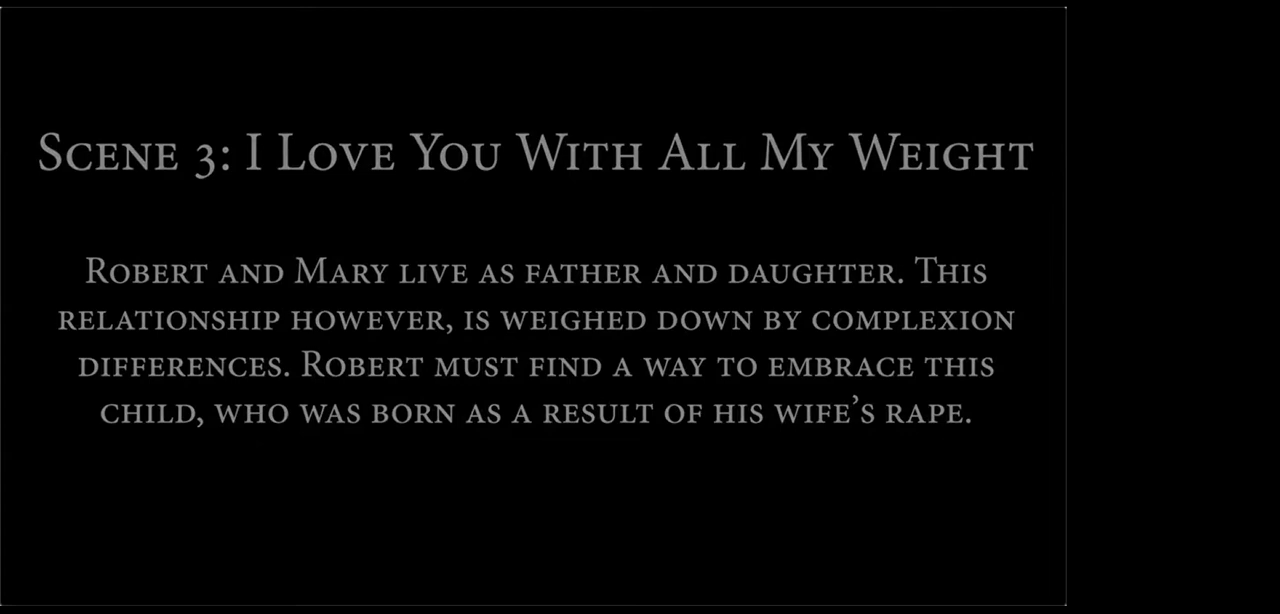 Scene 3: I Love You With All My Weight
Robert and Mary live as father and daughter. This
relationship however, is weighed down by complexion
differences. Robert must find a way to embrace this
child, who was born as a result of his wife’s rape.